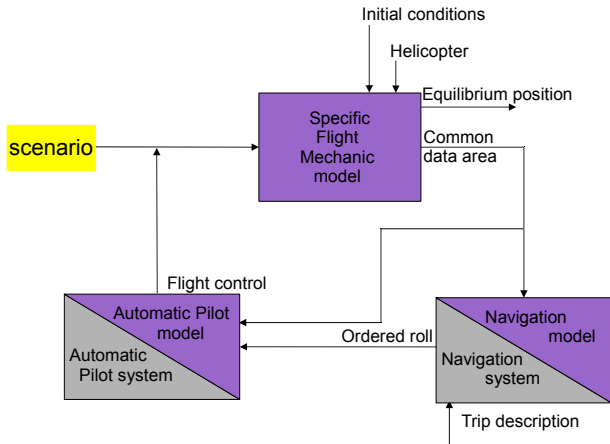 Initial conditions
Helicopter
Equilibrium position
Specific
Flight
Mechanic
model
Common
data area
scenario
Flight control
Automatic Pilot
model
Automatic
Pilot system
Ordered roll
Navigation
model
Navigation
system
Trip description